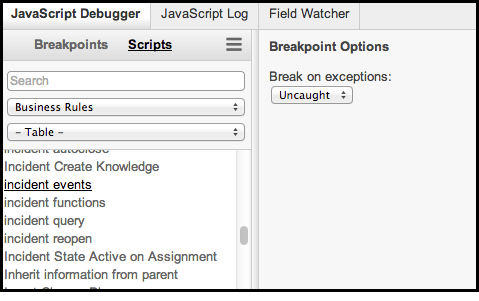 JavaScript Debugger JavaScript Log Field Watcher
Breakpoints Scripts
Search
Business Rules
- Table -
incident autoclose
Incident Create Knowledge
incident events
incident functions
incident query
incident reopen
Incident State Active on Assignment
Inherit information from parent
Breakpoint Options
Break on exceptions:
Uncaught